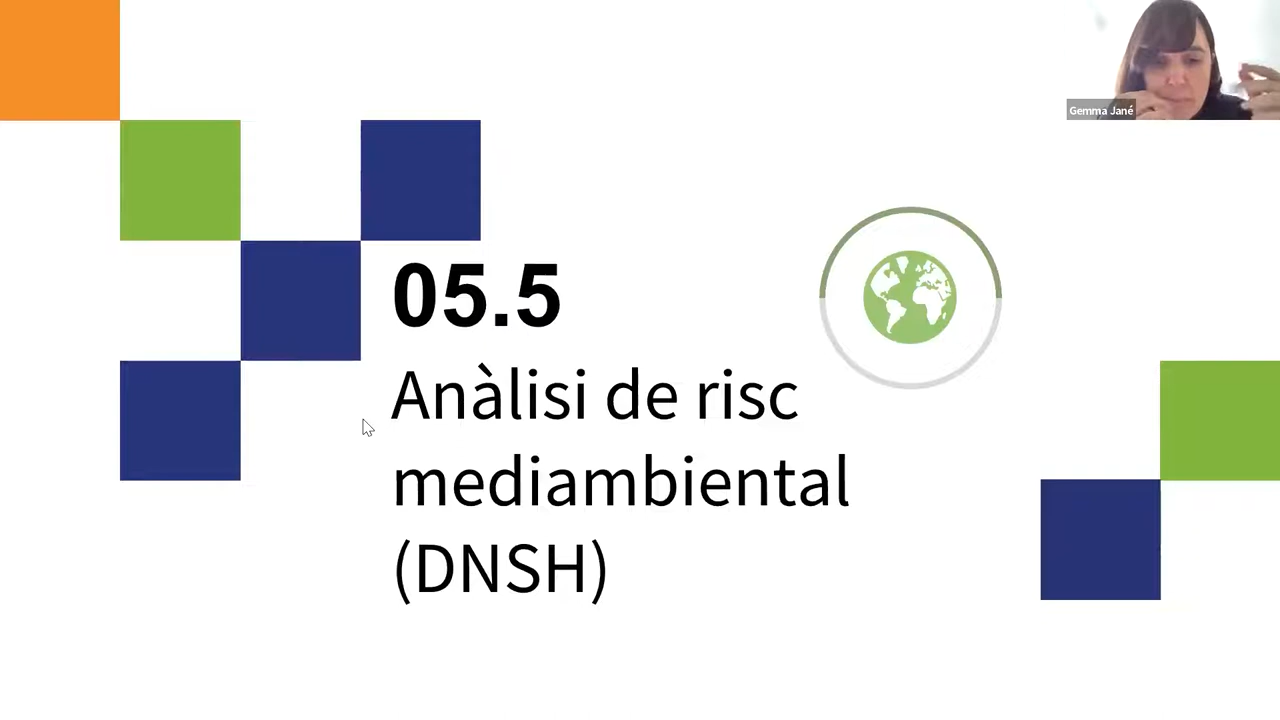 Gemma Jané
05.5
Anàlisi de risc
mediambiental
(DNSH)